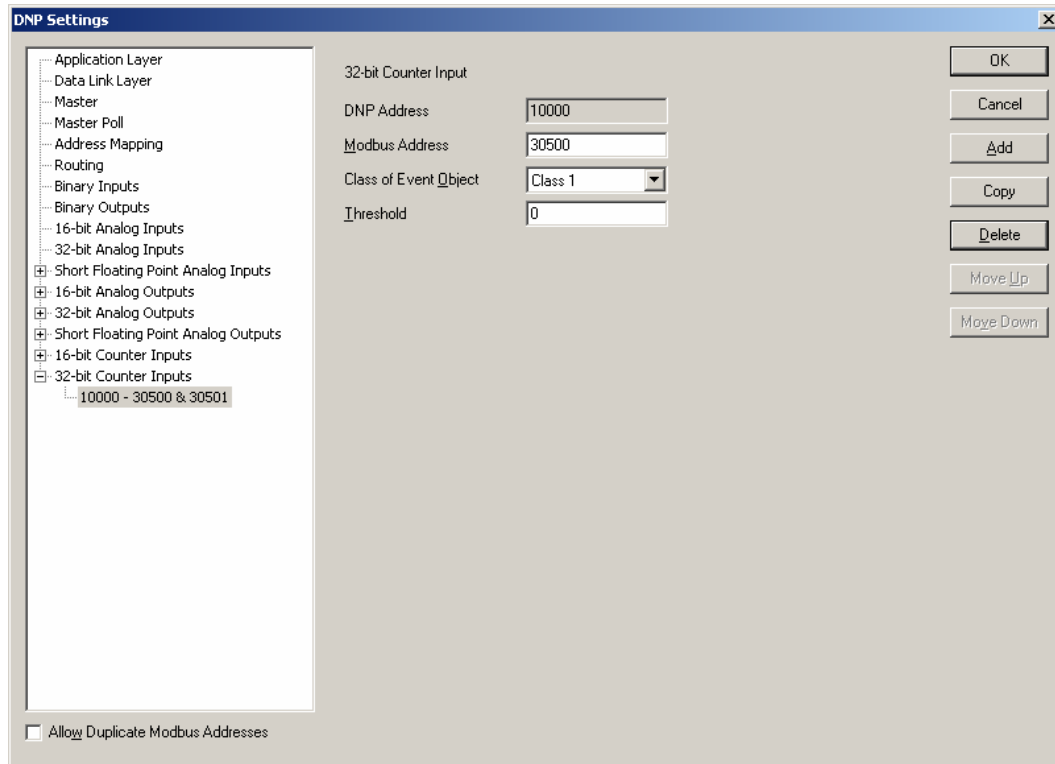 DNP Settings
Application Layer
Data Link Layer
Master
Master Poll
Address Mapping
Routing
Binary Inputs
Binary Outputs
16-bit Analog Inputs
32-bit Analog Inputs
Short Floating Point Analog Inputs
16-bit Analog Outputs
32-bit Analog Outputs
Short Floating Point Analog Outputs
16-bit Counter Inputs
32-bit Counter Inputs
10000 - 30500 & 30501
Allow Duplicate Modbus Addresses
32-bit Counter Input
DNP Address 10000
Modbus Address 30500
Class of Event Object Class 1
Threshold 0
OK
Cancel
Add
Copy
Delete
Move Up
Move Down